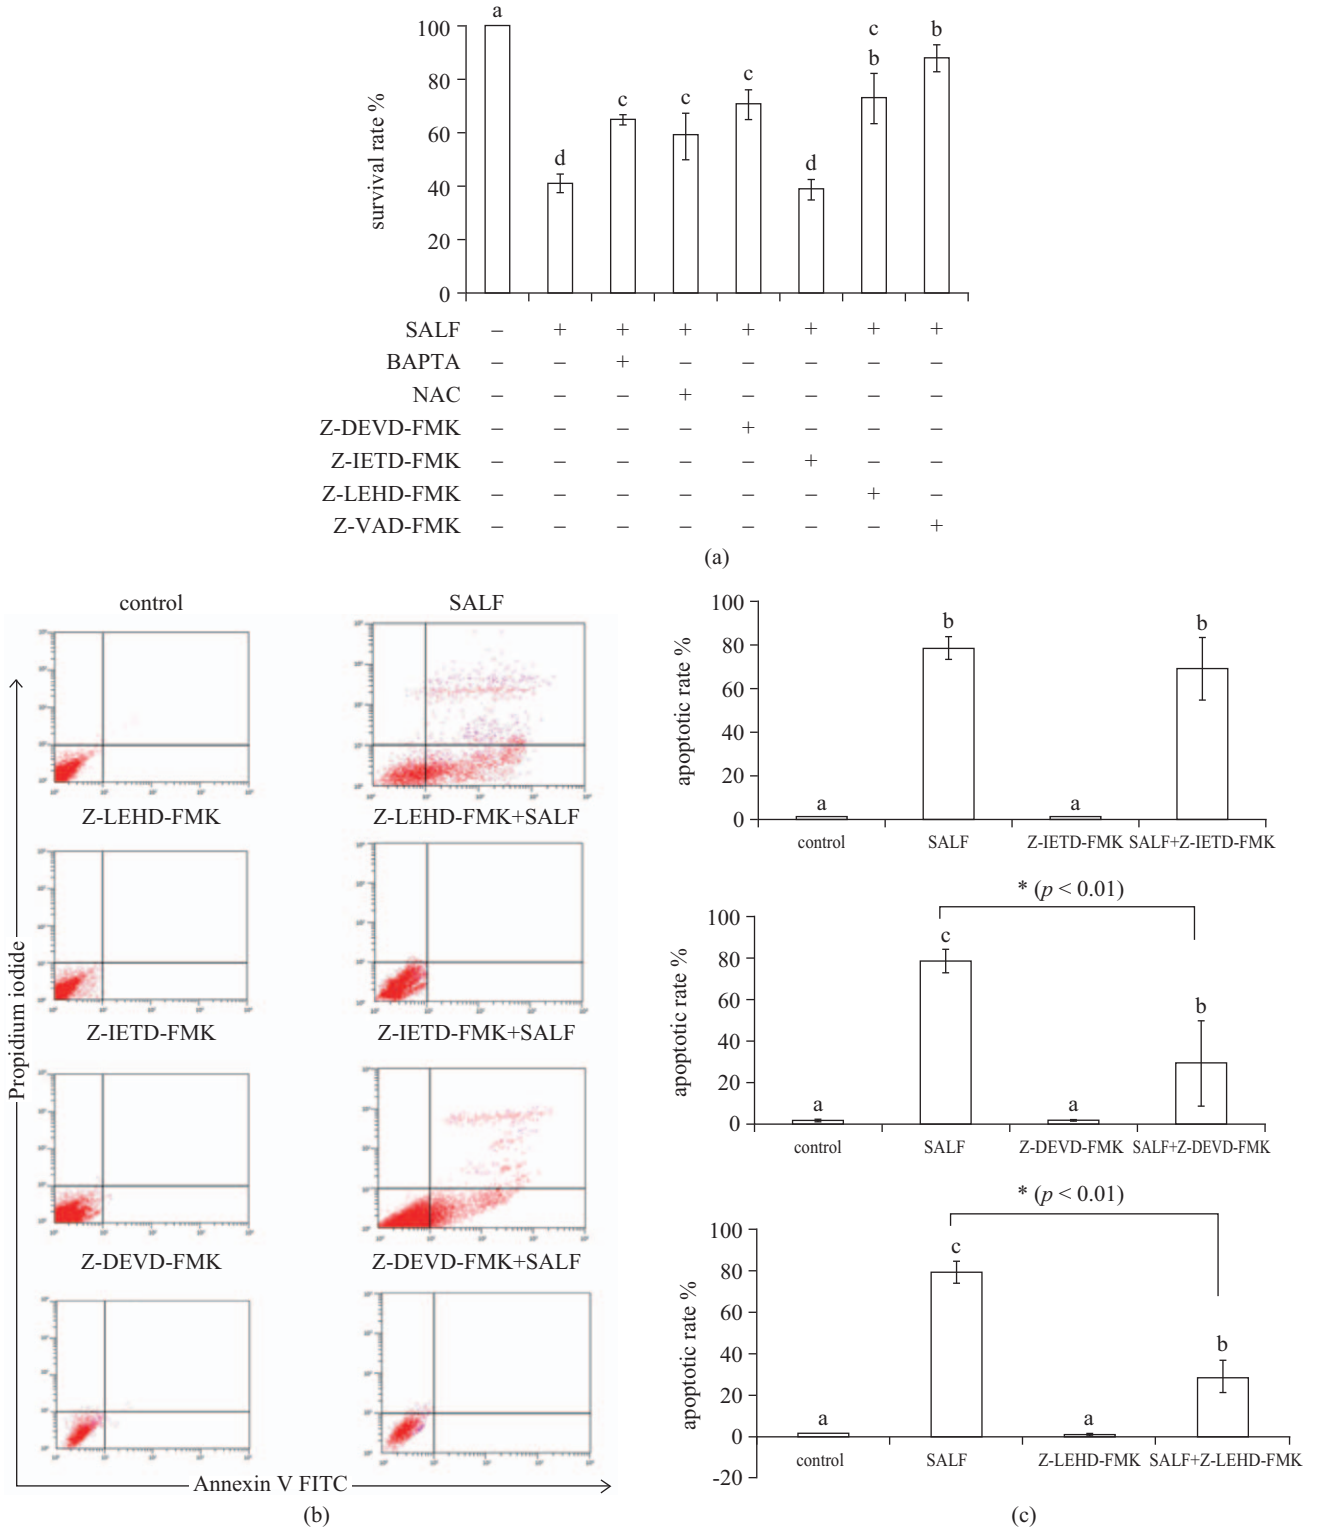 a
100
80
60
40
20
0
survival rate %
d
c
c
c
d
c
b
b
SALF – + + + + + + +
BAPTA – – + – – – – –
NAC – – – + – – – –
Z-DEVD-FMK – – – – + – – –
Z-IETD-FMK – – – – – + – –
Z-LEHD-FMK – – – – – – + –
Z-VAD-FMK – – – – – – – +
(a)
control SALF
Z-LEHD-FMK Z-LEHD-FMK+SALF
Z-IETD-FMK Z-IETD-FMK+SALF
Z-DEVD-FMK Z-DEVD-FMK+SALF
Propidium iodide
Annexin V FITC
(b)
100
80
60
40
20
0
apoptotic rate %
a b a b
control SALF Z-IETD-FMK SALF+Z-IETD-FMK
* (p < 0.01)
100
80
60
40
20
0
apoptotic rate %
a c a b
control SALF Z-DEVD-FMK SALF+Z-DEVD-FMK
* (p < 0.01)
100
80
60
40
20
0
-20
apoptotic rate %
a c a b
control SALF Z-LEHD-FMK SALF+Z-LEHD-FMK
(c)